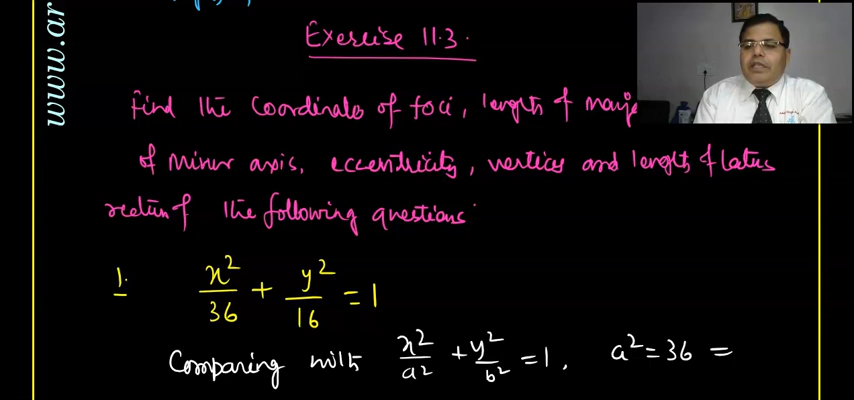 www.ar
Exercise 11.3.
Find the coordinates of foci, length of major
of minor axis, eccentricity, vertices and length of latus
rectum of the following questions
1. x²/36 + y²/16 = 1
Comparing with x²/a² + y²/b² = 1, a² = 36 =